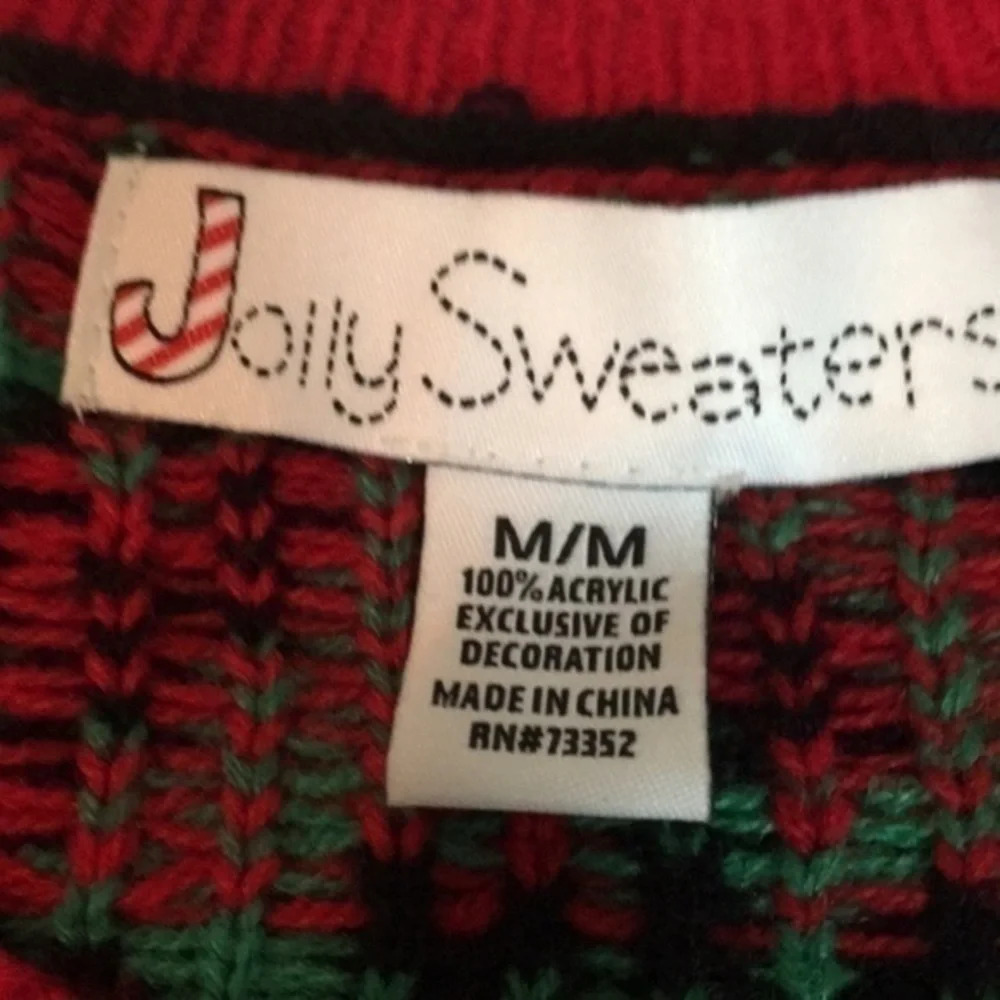 Jolly Sweaters
M/M
100% ACRYLIC
EXCLUSIVE OF
DECORATION
MADE IN CHINA
RN#73352